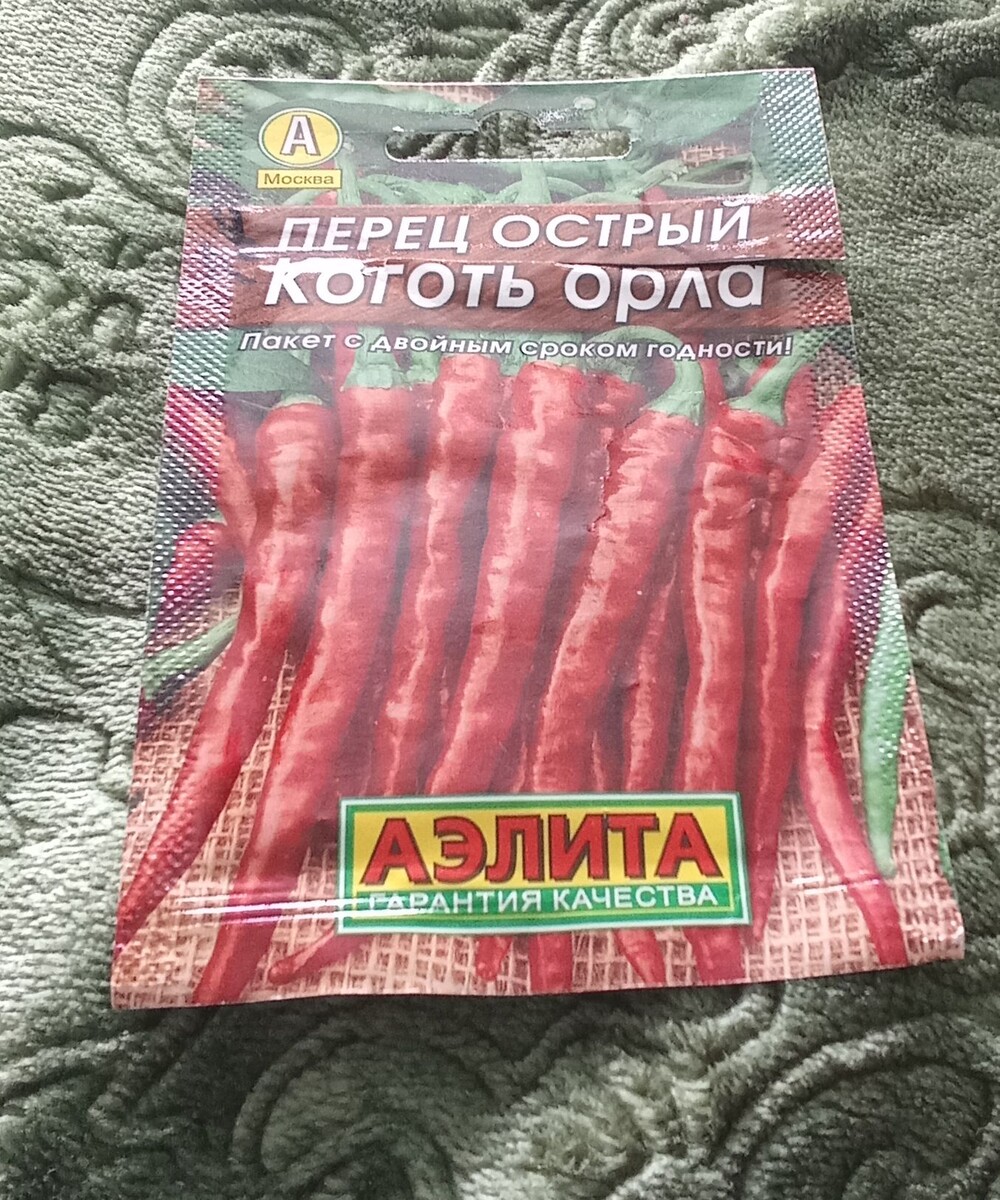 А
Москва
ПЕРЕЦ ОСТРЫЙ
Коготь орла
Пакет с двойным сроком годности!
АЭЛИТА
ГАРАНТИЯ КАЧЕСТВА